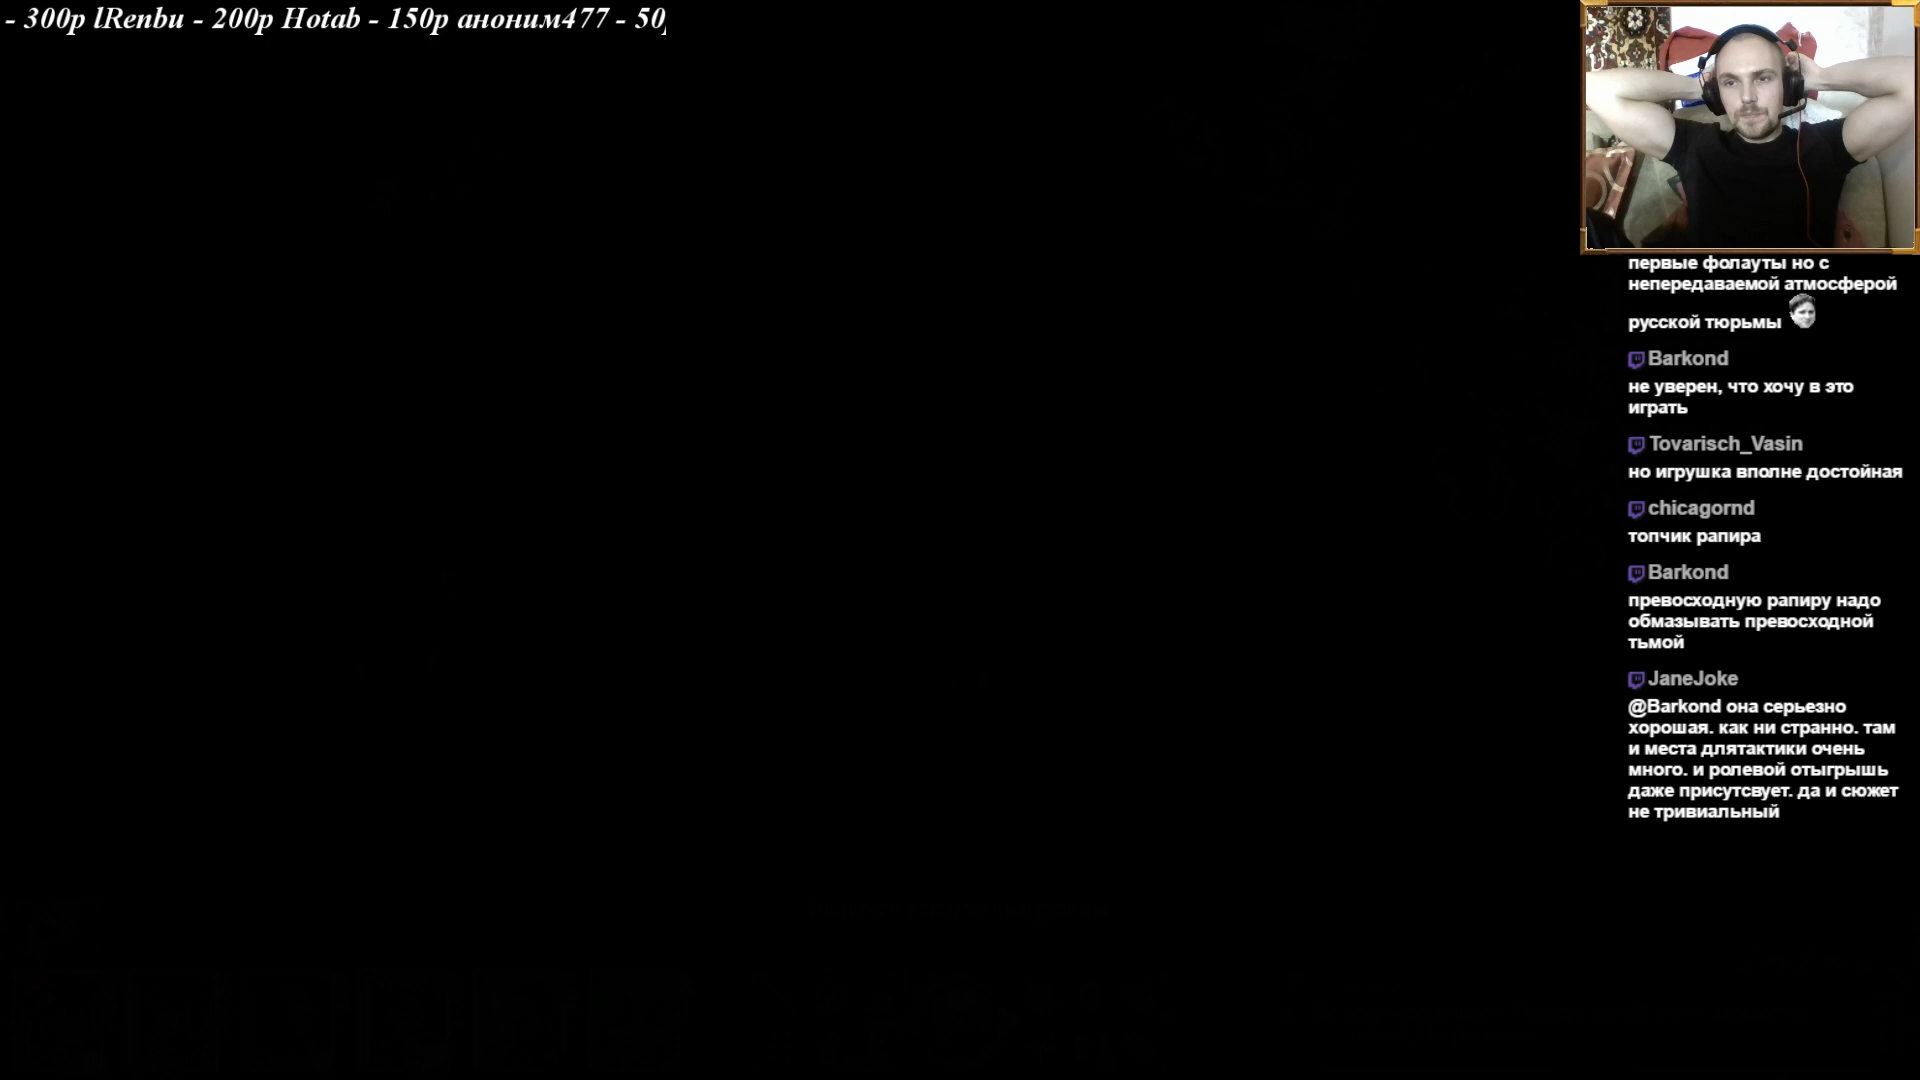 - 300р lRenbu - 200р Hotab - 150р аноним477 - 50р
первые фолауты но с
непередаваемой атмосферой
русской тюрьмы
Barkond
не уверен, что хочу в это
играть
Tovarisch_Vasin
но игрушка вполне достойная
chicagornd
топчик рапира
Barkond
превосходную рапиру надо
обмазывать превосходной
тьмой
JaneJoke
@Barkond она серьезно
хорошая. как ни странно. там
и места длятактики очень
много. и ролевой отыгрышь
даже присутсвует. да и сюжет
не тривиальный